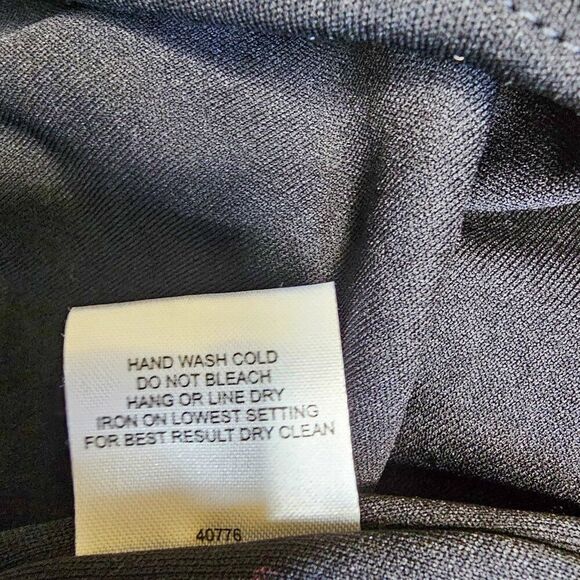 HAND WASH COLD
DO NOT BLEACH
HANG OR LINE DRY
IRON ON LOWEST SETTING
FOR BEST RESULT DRY CLEAN
40776